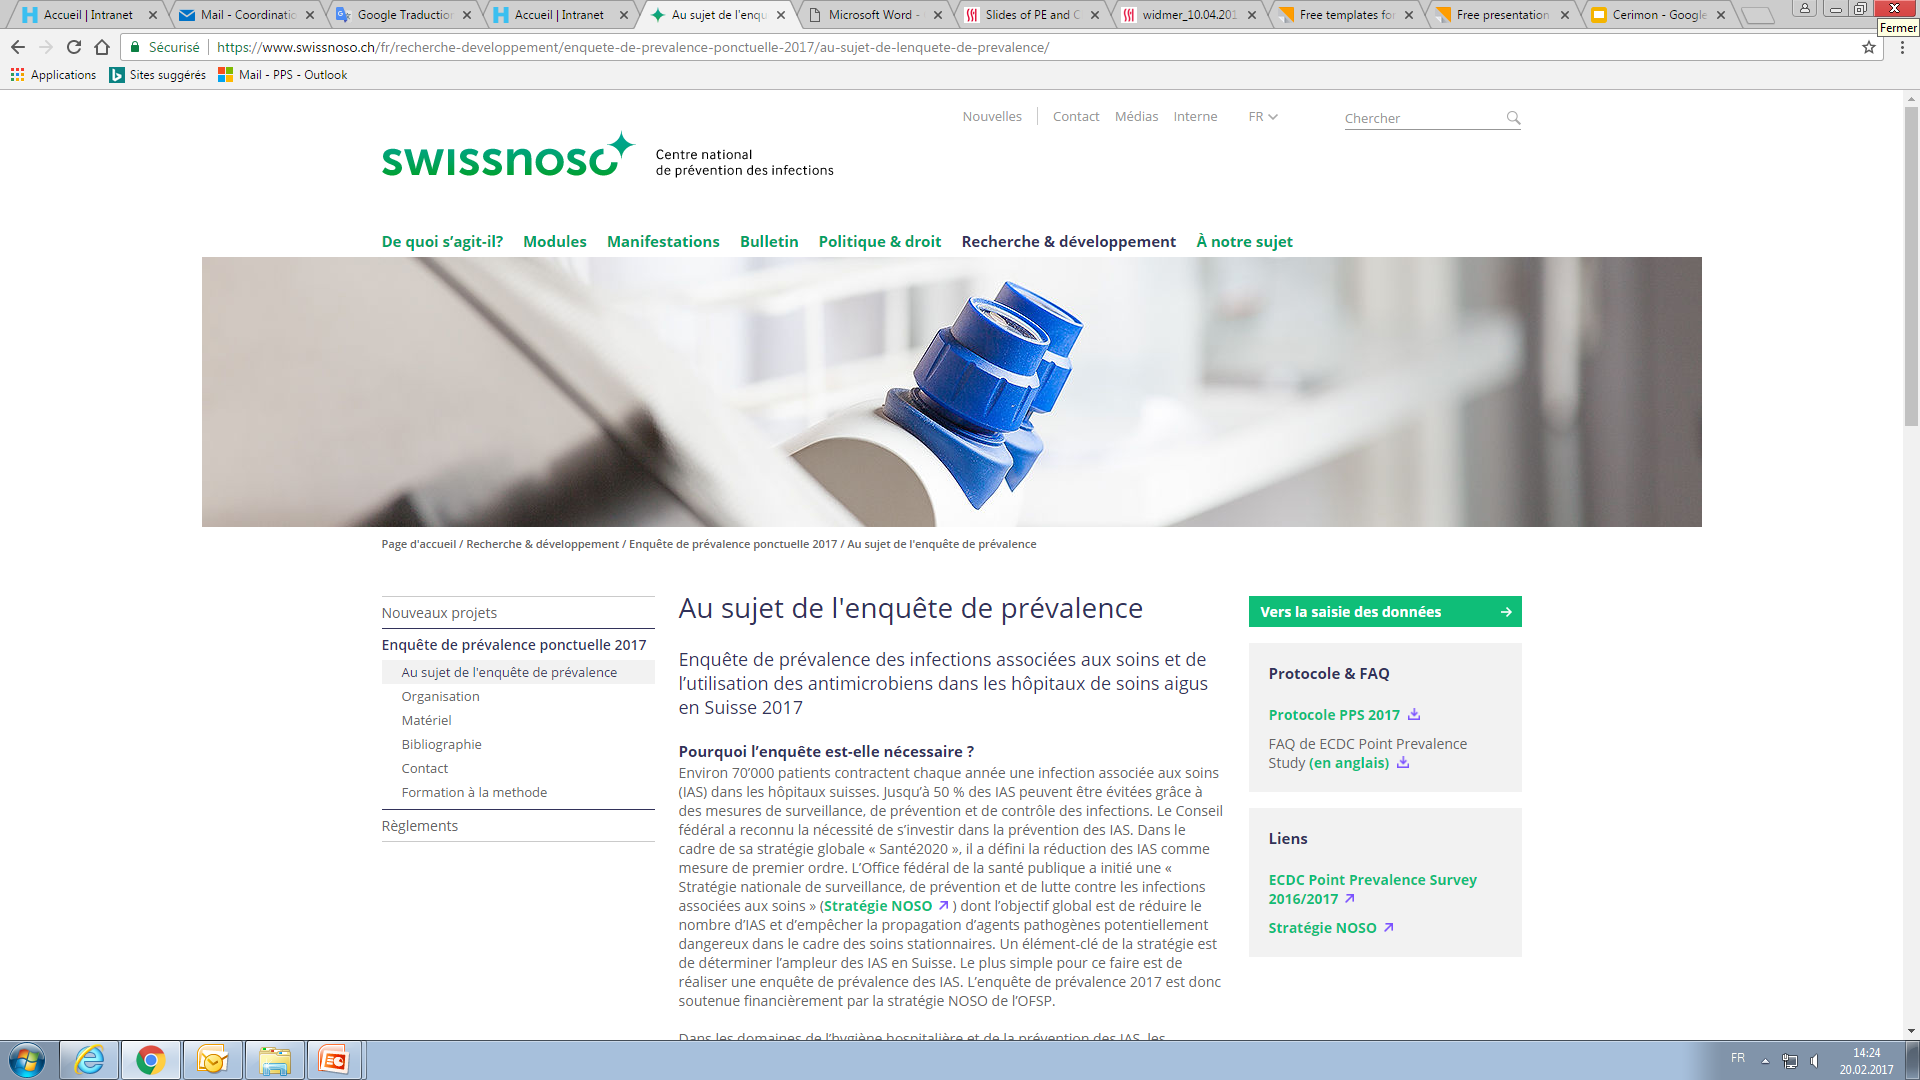 Accueil | Intranet
Mail - Coordinatio
Google Traduction
Accueil | Intranet
Au sujet de l'enqu
Microsoft Word -
Slides of PE and C
widmer_10.04.201
Free templates for
Free presentation
Cerimon - Google
Fermer
Sécurisé
https://www.swissnoso.ch/fr/recherche-developpement/enquete-de-prevalence-ponctuelle-2017/au-sujet-de-lenquete-de-prevalence/
Applications
Sites suggérés
Mail - PPS - Outlook
Nouvelles
Contact
Médias
Interne
FR
Chercher
swissnoso
Centre national
de prévention des infections
De quoi s’agit-il?
Modules
Manifestations
Bulletin
Politique & droit
Recherche & développement
À notre sujet
Page d'accueil / Recherche & développement / Enquête de prévalence ponctuelle 2017 / Au sujet de l'enquête de prévalence
Nouveaux projets
Enquête de prévalence ponctuelle 2017
Au sujet de l'enquête de prévalence
Organisation
Matériel
Bibliographie
Contact
Formation à la methode
Règlements
Au sujet de l'enquête de prévalence
Enquête de prévalence des infections associées aux soins et de
l’utilisation des antimicrobiens dans les hôpitaux de soins aigus
en Suisse 2017
Pourquoi l’enquête est-elle nécessaire ?
Environ 70’000 patients contractent chaque année une infection associée aux soins
(IAS) dans les hôpitaux suisses. Jusqu’à 50 % des IAS peuvent être évitées grâce à
des mesures de surveillance, de prévention et de contrôle des infections. Le Conseil
fédéral a reconnu la nécessité de s’investir dans la prévention des IAS. Dans le
cadre de sa stratégie globale « Santé2020 », il a défini la réduction des IAS comme
mesure de premier ordre. L’Office fédéral de la santé publique a initié une «
Stratégie nationale de surveillance, de prévention et de lutte contre les infections
associées aux soins » (Stratégie NOSO ) dont l’objectif global est de réduire le
nombre d’IAS et d’empêcher la propagation d’agents pathogènes potentiellement
dangereux dans le cadre des soins stationnaires. Un élément-clé de la stratégie est
de déterminer l’ampleur des IAS en Suisse. Le plus simple pour ce faire est de
réaliser une enquête de prévalence des IAS. L’enquête de prévalence 2017 est donc
soutenue financièrement par la stratégie NOSO de l’OFSP.
Dans les domaines de l’hygiène hospitalière et de la prévention des IAS, les
Vers la saisie des données
Protocole & FAQ
Protocole PPS 2017
FAQ de ECDC Point Prevalence
Study (en anglais)
Liens
ECDC Point Prevalence Survey
2016/2017
Stratégie NOSO
FR
14:24
20.02.2017